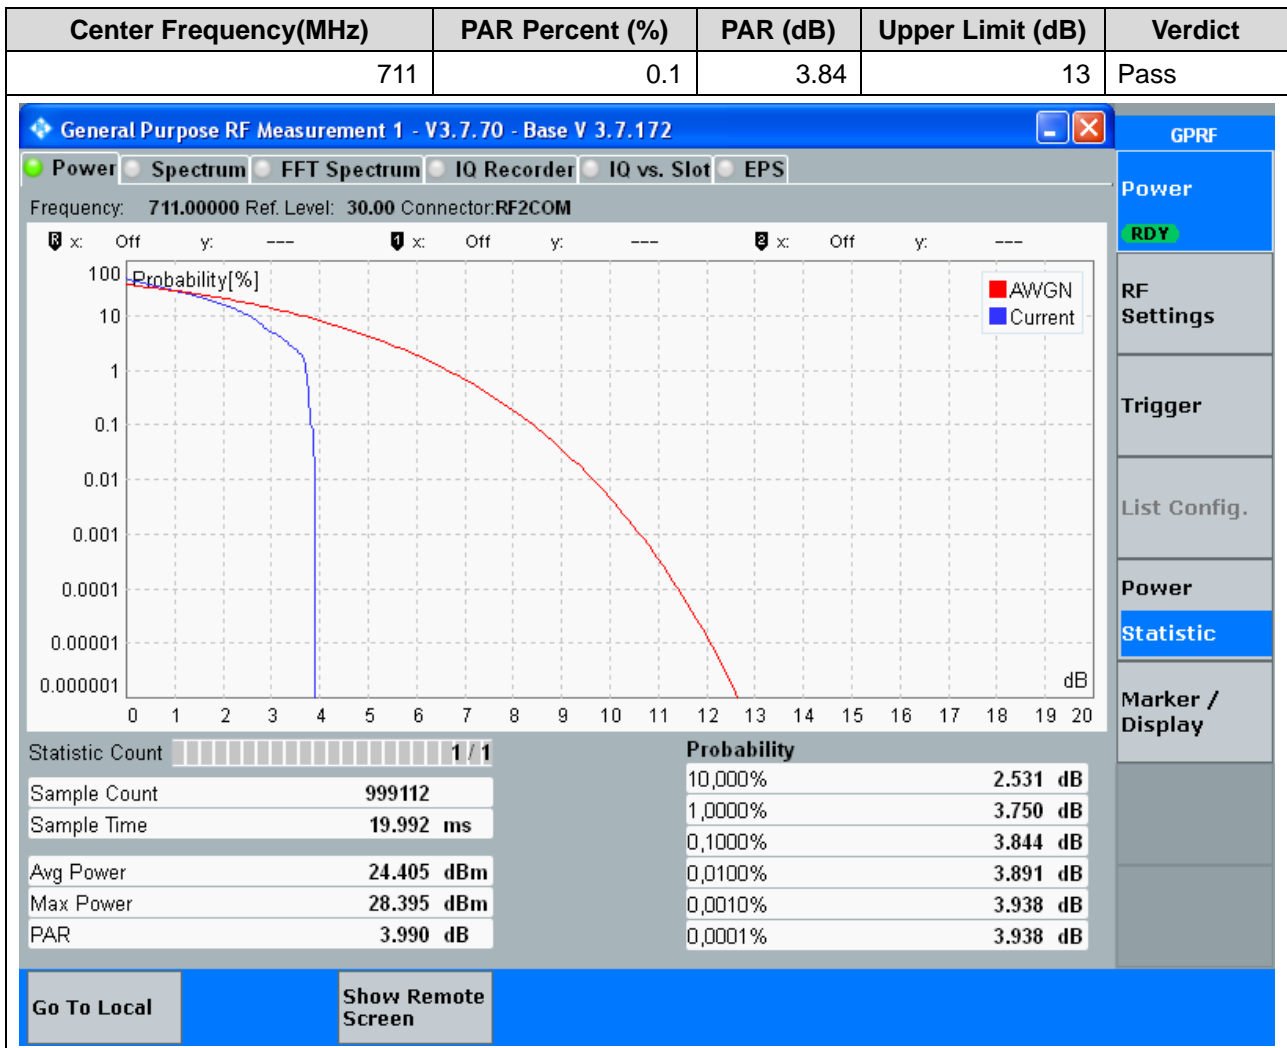 Center Frequency(MHz) PAR Percent (%) PAR (dB) Upper Limit (dB) Verdict
711 0.1 3.84 13 Pass
General Purpose RF Measurement 1 - V3.7.70 - Base V 3.7.172
GPRF
Power Spectrum FFT Spectrum IQ Recorder IQ vs. Slot EPS
Power
RDY
Frequency: 711.00000 Ref. Level: 30.00 Connector:RF2COM
R x: Off y: --- 1 x: Off y: --- 2 x: Off y: ---
Probability[%]
AWGN
Current
100
10
1
0.1
0.01
0.001
0.0001
0.00001
0.000001
dB
0 1 2 3 4 5 6 7 8 9 10 11 12 13 14 15 16 17 18 19 20
RF
Settings
Trigger
List Config.
Power
Statistic
Marker /
Display
Statistic Count 1 / 1
Sample Count 999112
Sample Time 19.992 ms
Avg Power 24.405 dBm
Max Power 28.395 dBm
PAR 3.990 dB
Probability
10,000% 2.531 dB
1,0000% 3.750 dB
0,1000% 3.844 dB
0,0100% 3.891 dB
0,0010% 3.938 dB
0,0001% 3.938 dB
Go To Local
Show Remote
Screen